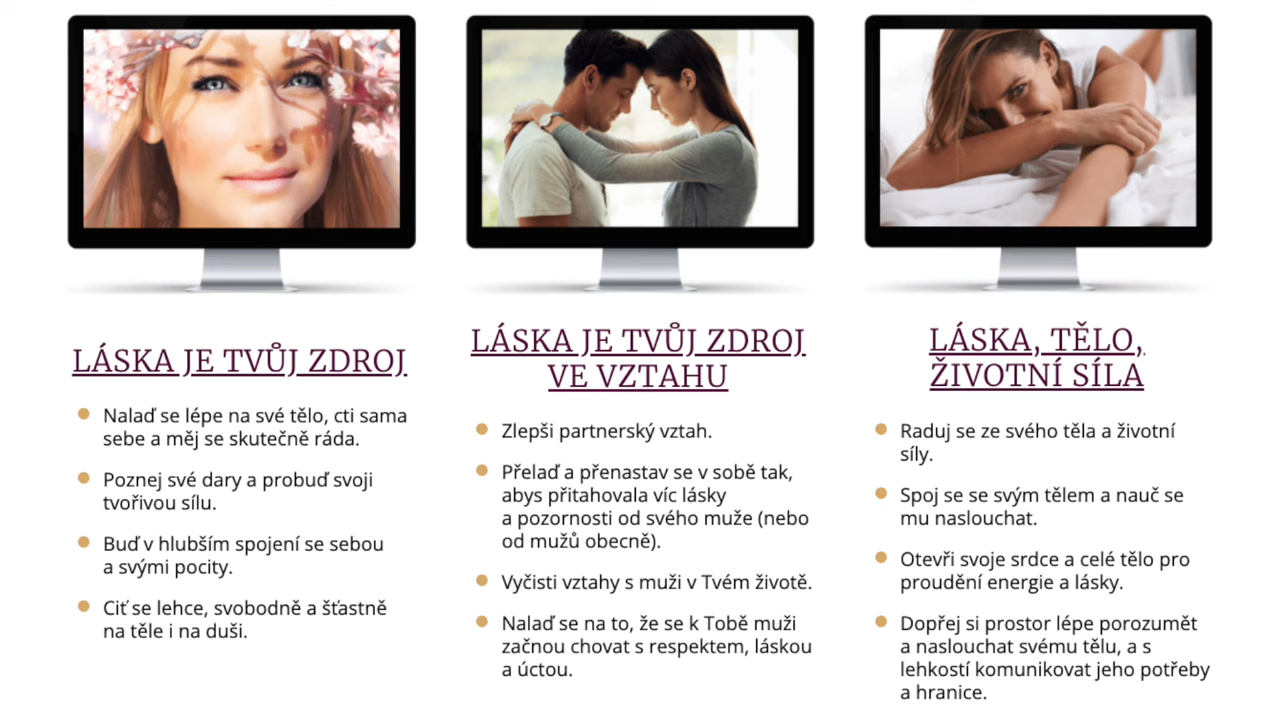 LÁSKA JE TVŮJ ZDROJ
Nalaď se lépe na své tělo, cti sama
sebe a měj se skutečně ráda.
Poznej své dary a probuď svoji
tvořivou sílu.
Buď v hlubším spojení se sebou
a svými pocity.
Ciť se lehce, svobodně a šťastně
na těle i na duši.
LÁSKA JE TVŮJ ZDROJ
VE VZTAHU
Zlepši partnerský vztah.
Přelaď a přenastav se v sobě tak,
abys přitahovala víc lásky
a pozornosti od svého muže (nebo
od mužů obecně).
Vyčisti vztahy s muži v Tvém životě.
Nalaď se na to, že se k Tobě muži
začnou chovat s respektem, láskou
a úctou.
LÁSKA, TĚLO,
ŽIVOTNÍ SÍLA
Raduj se ze svého těla a životní
síly.
Spoj se se svým tělem a nauč se
mu naslouchat.
Otevři svoje srdce a celé tělo pro
proudění energie a lásky.
Dopřej si prostor lépe porozumět
a naslouchat svému tělu, a s
lehkostí komunikovat jeho potřeby
a hranice.